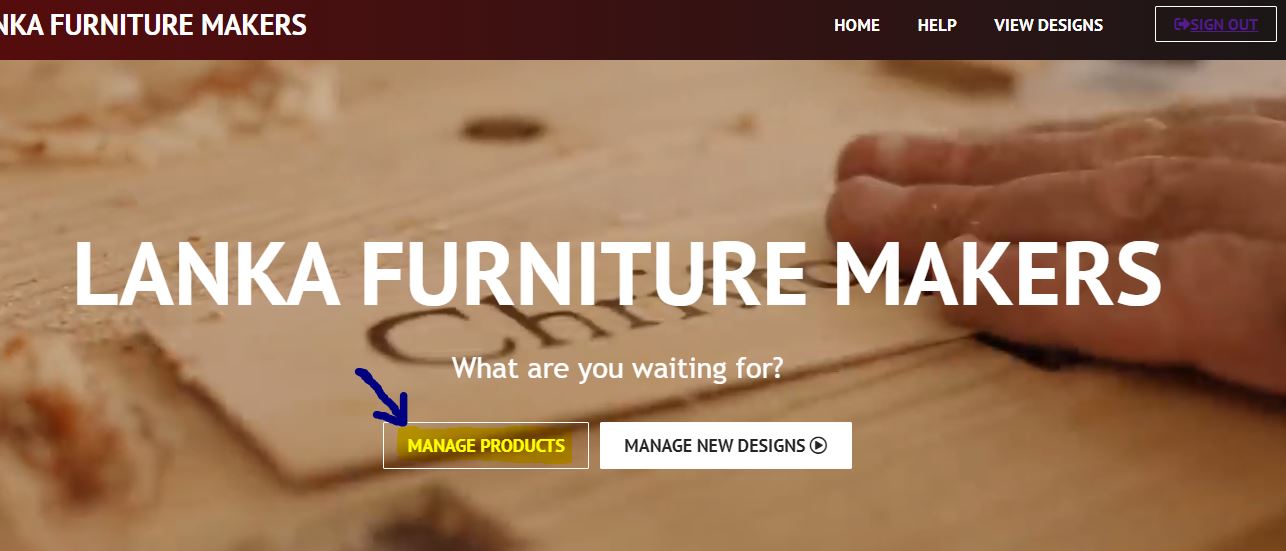 NKA FURNITURE MAKERS
HOME
HELP
VIEW DESIGNS
SIGN OUT
LANKA FURNITURE MAKERS
What are you waiting for?
MANAGE PRODUCTS
MANAGE NEW DESIGNS